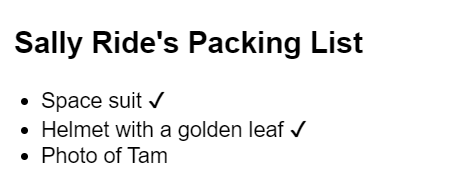 Sally Ride's Packing List
• Space suit ✓
• Helmet with a golden leaf ✓
• Photo of Tam